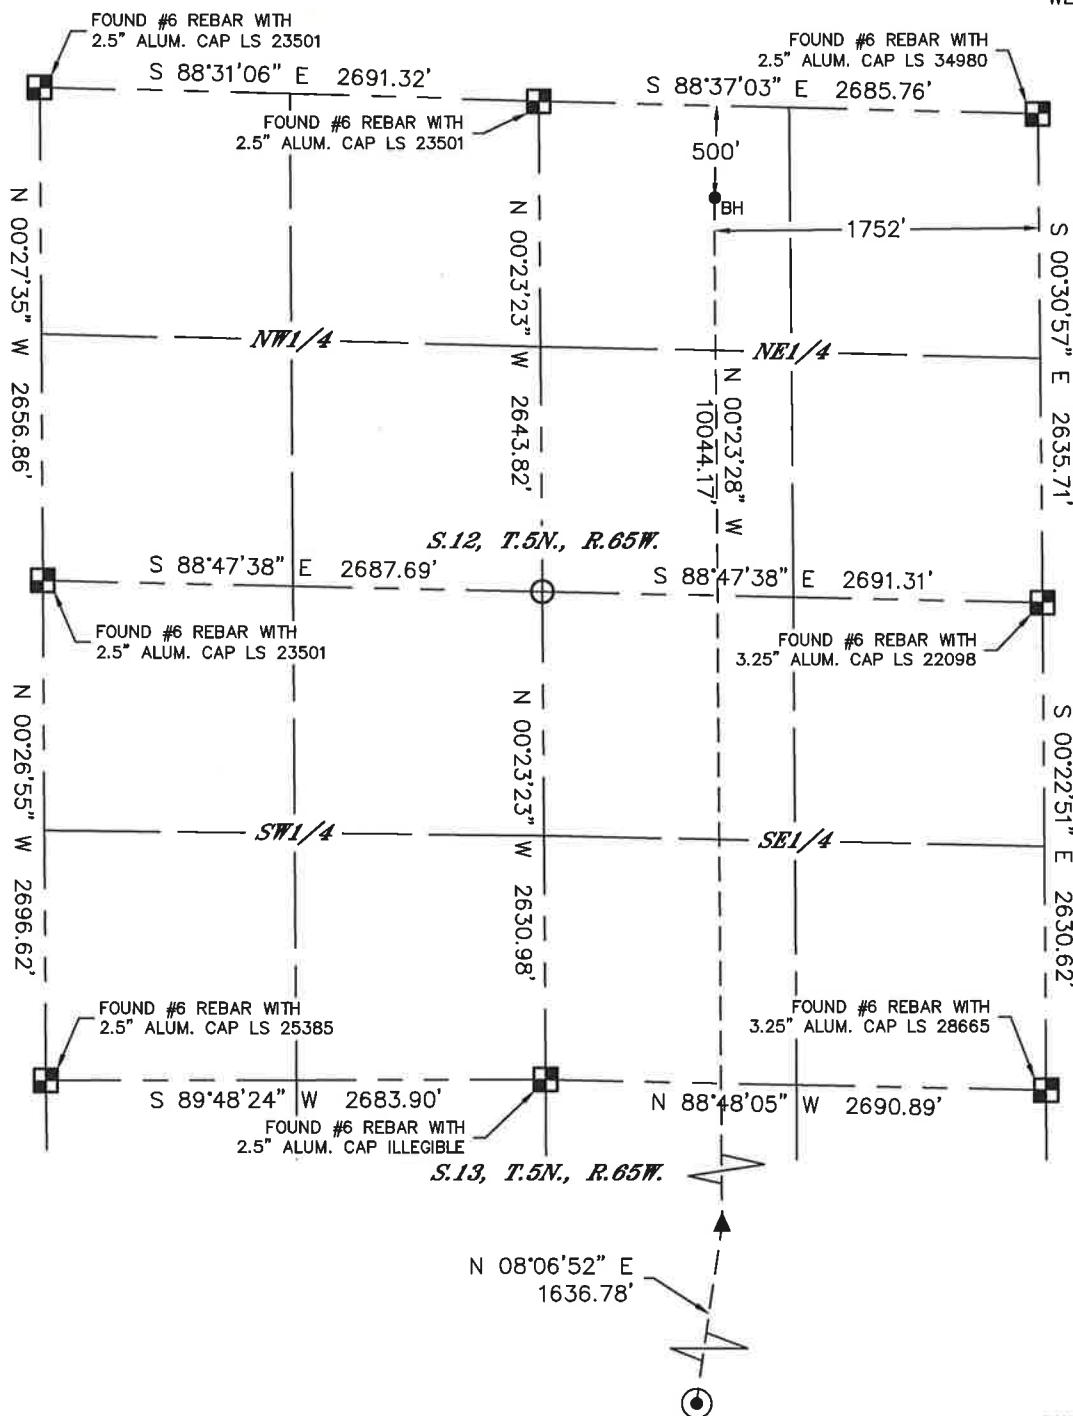 FOUND #6 REBAR WITH
2.5" ALUM. CAP LS 23501
FOUND #6 REBAR WITH
2.5" ALUM. CAP LS 34980
S 88°31'06" E 2691.32'
S 88°37'03" E 2685.76'
FOUND #6 REBAR WITH
2.5" ALUM. CAP LS 23501
500'
BH
1752'
N 00°27'35" W 2656.86'
N 00°23'23" W 2643.82'
N 00°23'28" W
10044.17'
S 00°30'57" E 2635.71'
NW1/4
NE1/4
S.12, T.5N., R.65W.
S 88°47'38" E 2687.69'
S 88°47'38" E 2691.31'
FOUND #6 REBAR WITH
2.5" ALUM. CAP LS 23501
FOUND #6 REBAR WITH
3.25" ALUM. CAP LS 22098
N 00°26'55" W 2696.62'
N 00°23'23" W 2630.98'
S 00°22'51" E 2630.62'
SW1/4
SE1/4
FOUND #6 REBAR WITH
2.5" ALUM. CAP LS 25385
FOUND #6 REBAR WITH
3.25" ALUM. CAP LS 28665
S 89°48'24" W 2683.90'
N 88°48'05" W 2690.89'
FOUND #6 REBAR WITH
2.5" ALUM. CAP ILLEGIBLE
S.13, T.5N., R.65W.
N 08°06'52" E
1636.78'